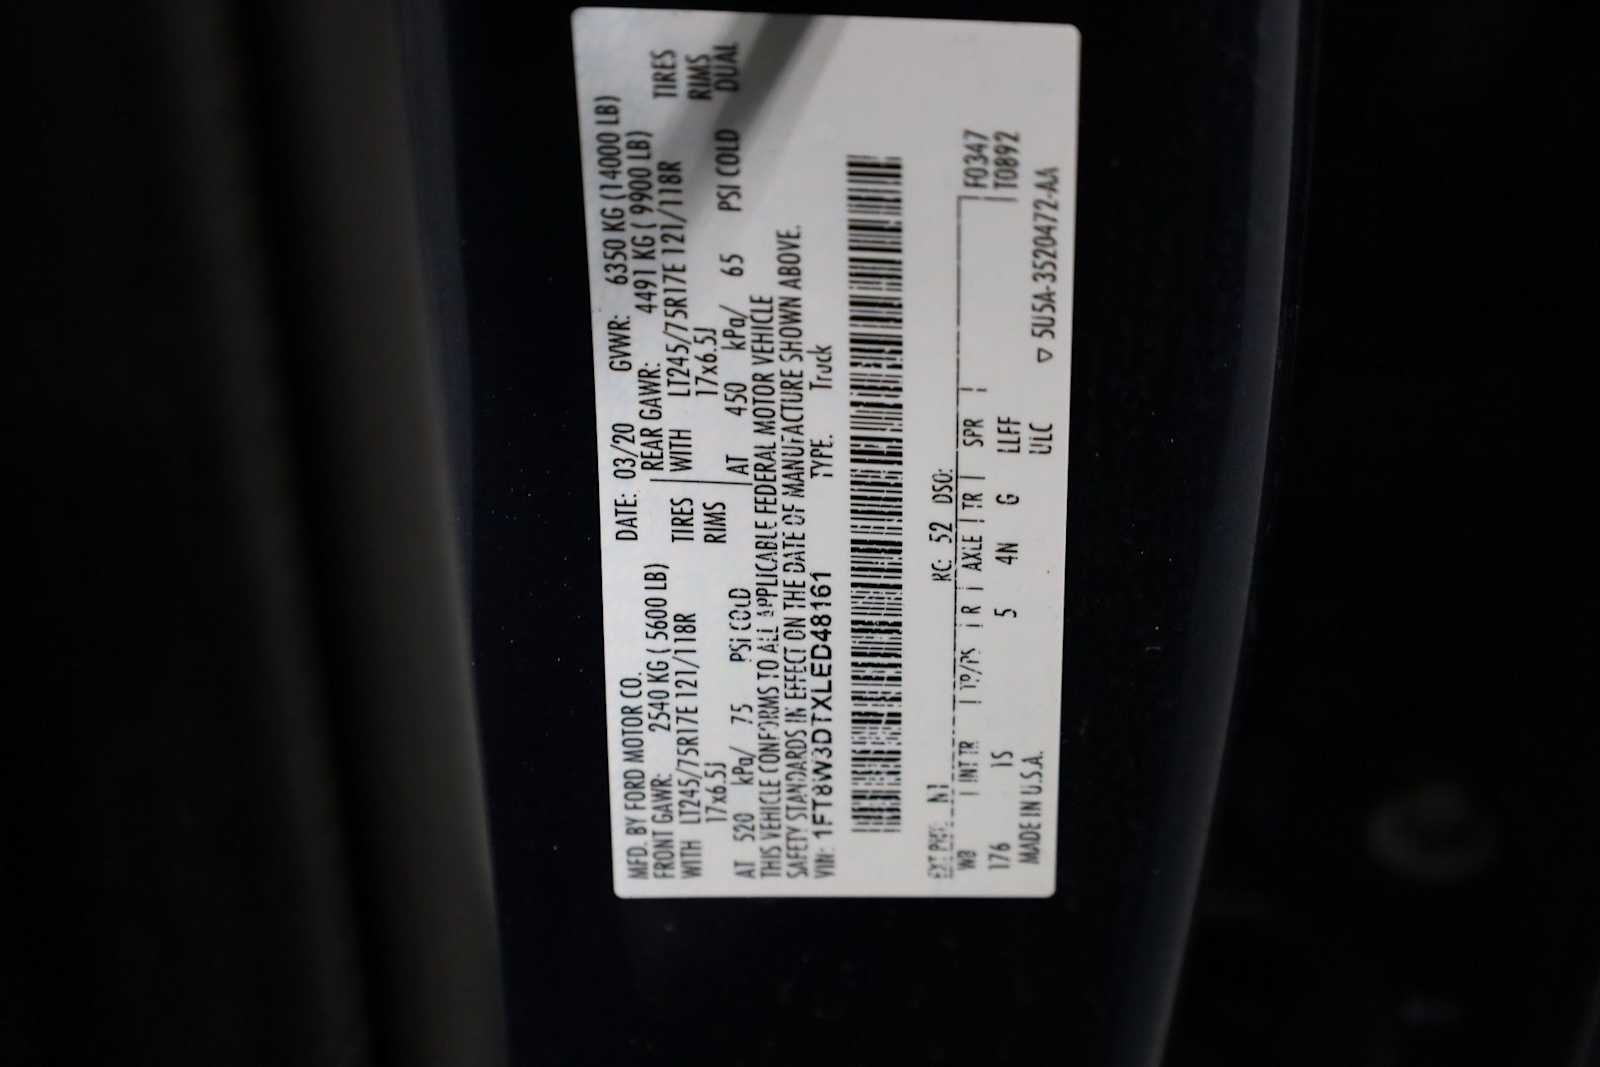 MFD. BY FORD MOTOR CO. DATE: 03/20 GVWR: 6350 KG (14000 LB)
FRONT GAWR: 2540 KG ( 5600 LB) REAR GAWR: 4491 KG ( 9900 LB)
WITH LT245/75R17E 121/118R TIRES WITH LT245/75R17E 121/118R TIRES
17x6.5J RIMS 17x6.5J RIMS
AT 520 kPa/ 75 PSI COLD AT 450 kPa/ 65 PSI COLD DUAL
THIS VEHICLE CONFORMS TO ALL APPLICABLE FEDERAL MOTOR VEHICLE
SAFETY STANDARDS IN EFFECT ON THE DATE OF MANUFACTURE SHOWN ABOVE.
VIN: 1FT8W3DTXLED48161 TYPE: Truck
EXT PNT: N1 RC: 52 DSO:
WB INT TR TP/PS R AXLE TR SPR F0347
176 IS 5 4N G LLFF T0892
MADE IN U.S.A. ULC ▽ 5U5A-3520472-AA